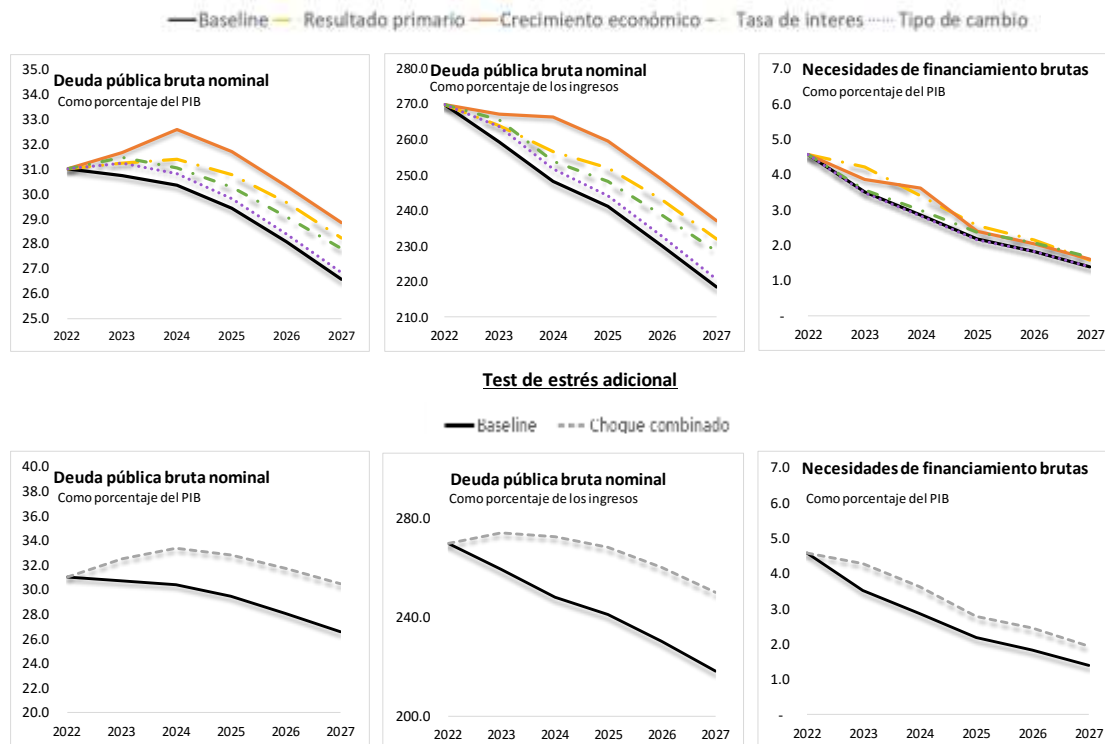 Baseline Resultado primario Crecimiento económico Tasa de interes Tipo de cambio
Deuda pública bruta nominal
Como porcentaje del PIB
35.0
34.0
33.0
32.0
31.0
30.0
29.0
28.0
27.0
26.0
25.0
2022 2023 2024 2025 2026 2027
Deuda pública bruta nominal
Como porcentaje de los ingresos
280.0
270.0
260.0
250.0
240.0
230.0
220.0
210.0
2022 2023 2024 2025 2026 2027
Necesidades de financiamiento brutas
Como porcentaje del PIB
7.0
6.0
5.0
4.0
3.0
2.0
1.0
-
2022 2023 2024 2025 2026 2027
Test de estrés adicional
Baseline Choque combinado
Deuda pública bruta nominal
Como porcentaje del PIB
40.0
38.0
36.0
34.0
32.0
30.0
28.0
26.0
24.0
22.0
20.0
2022 2023 2024 2025 2026 2027
Deuda pública bruta nominal
Como porcentaje de los ingresos
280.0
240.0
200.0
2022 2023 2024 2025 2026 2027
Necesidades de financiamiento brutas
Como porcentaje del PIB
7.0
6.0
5.0
4.0
3.0
2.0
1.0
-
2022 2023 2024 2025 2026 2027